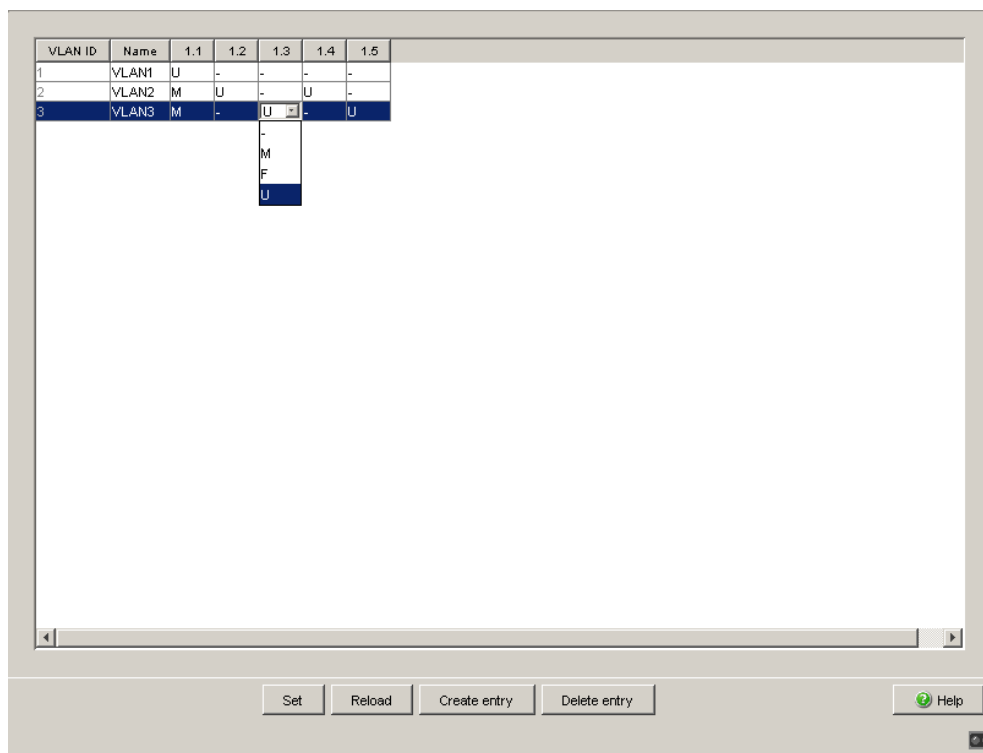 VLAN ID Name 1.1 1.2 1.3 1.4 1.5
1 VLAN1 U - - - -
2 VLAN2 M U - U -
3 VLAN3 M - U - U
-
M
F
U
Set Reload Create entry Delete entry Help